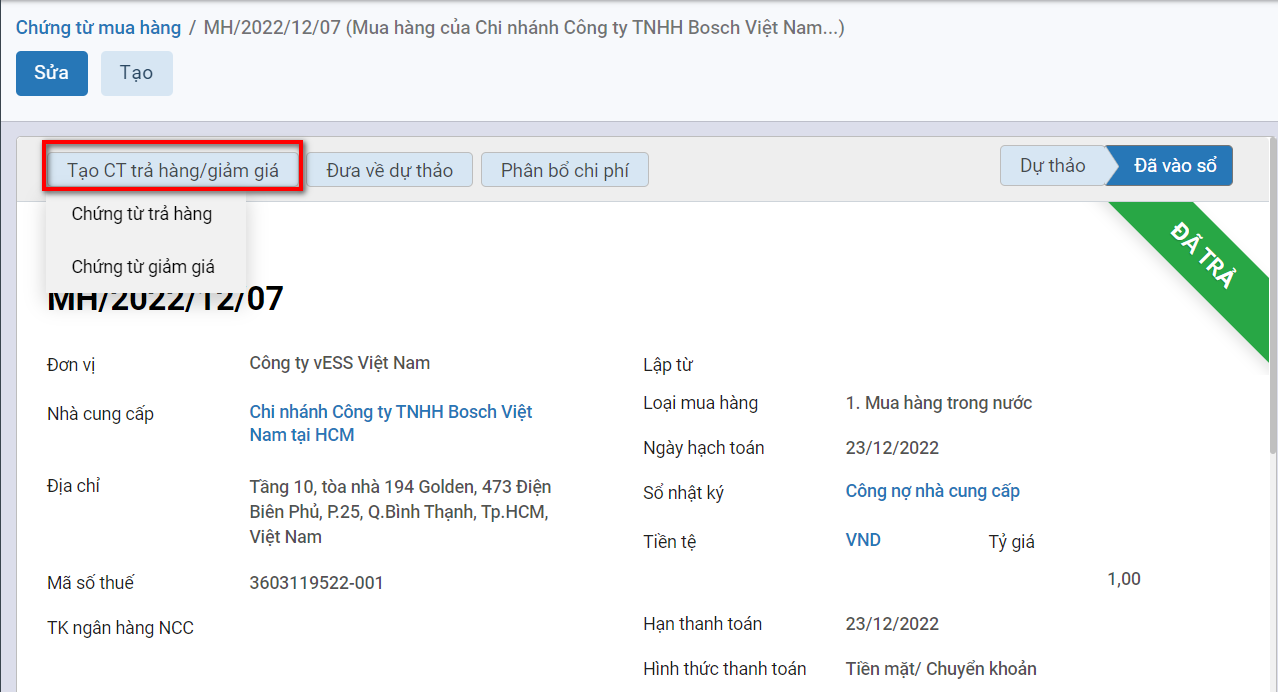 Chứng từ mua hàng / MH/2022/12/07 (Mua hàng của Chi nhánh Công ty TNHH Bosch Việt Nam...)
Sửa Tạo
Tạo CT trả hàng/giảm giá Đưa về dự thảo Phân bổ chi phí Dự thảo Đã vào sổ
Chứng từ trả hàng
Chứng từ giảm giá
ĐÃ TRẢ
MH/2022/12/07
Đơn vị Công ty vESS Việt Nam
Nhà cung cấp Chi nhánh Công ty TNHH Bosch Việt
Nam tại HCM
Địa chỉ Tầng 10, tòa nhà 194 Golden, 473 Điện
Biên Phủ, P.25, Q.Bình Thạnh, Tp.HCM,
Việt Nam
Mã số thuế 3603119522-001
TK ngân hàng NCC
Lập từ
Loại mua hàng 1. Mua hàng trong nước
Ngày hạch toán 23/12/2022
Sổ nhật ký Công nợ nhà cung cấp
Tiền tệ VND Tỷ giá
1,00
Hạn thanh toán 23/12/2022
Hình thức thanh toán Tiền mặt/ Chuyển khoản